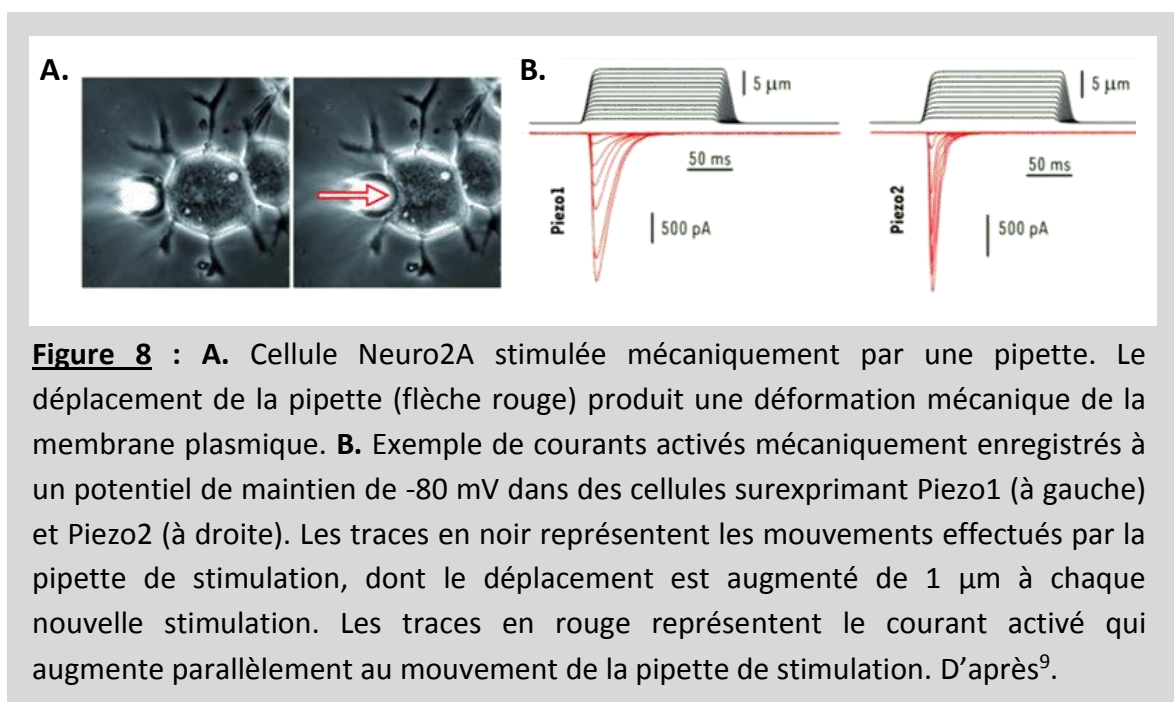 A.
B.
5 µm
5 µm
50 ms
50 ms
Piezo1
500 pA
Piezo2
500 pA
Figure 8 : A. Cellule Neuro2A stimulée mécaniquement par une pipette. Le
déplacement de la pipette (flèche rouge) produit une déformation mécanique de la
membrane plasmique. B. Exemple de courants activés mécaniquement enregistrés à
un potentiel de maintien de -80 mV dans des cellules surexprimant Piezo1 (à gauche)
et Piezo2 (à droite). Les traces en noir représentent les mouvements effectués par la
pipette de stimulation, dont le déplacement est augmenté de 1 µm à chaque
nouvelle stimulation. Les traces en rouge représentent le courant activé qui
augmente parallèlement au mouvement de la pipette de stimulation. D’après⁹.